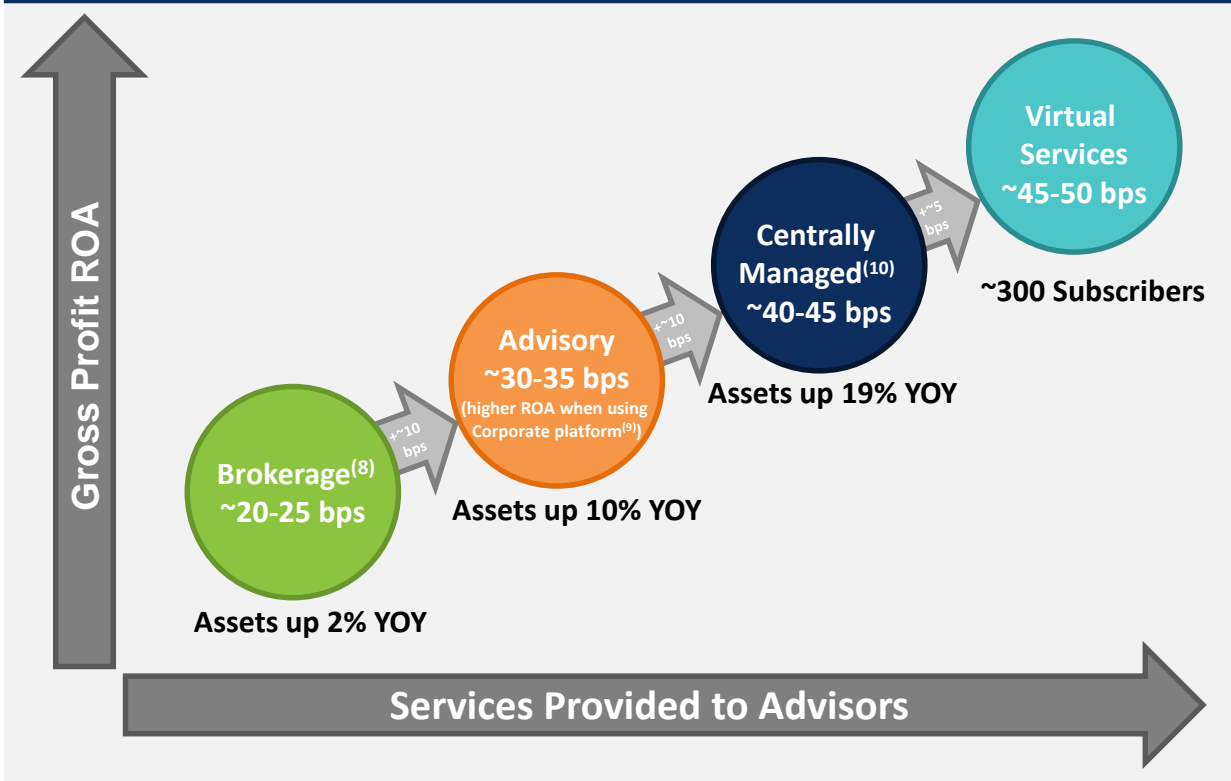 Gross Profit ROA
Virtual
Services
~45-50 bps
~300 Subscribers
+~5
bps
Centrally
Managed(10)
~40-45 bps
Assets up 19% YOY
+~10
bps
Advisory
~30-35 bps
(higher ROA when using
Corporate platform(9))
Assets up 10% YOY
+~10
bps
Brokerage(8)
~20-25 bps
Assets up 2% YOY
Services Provided to Advisors